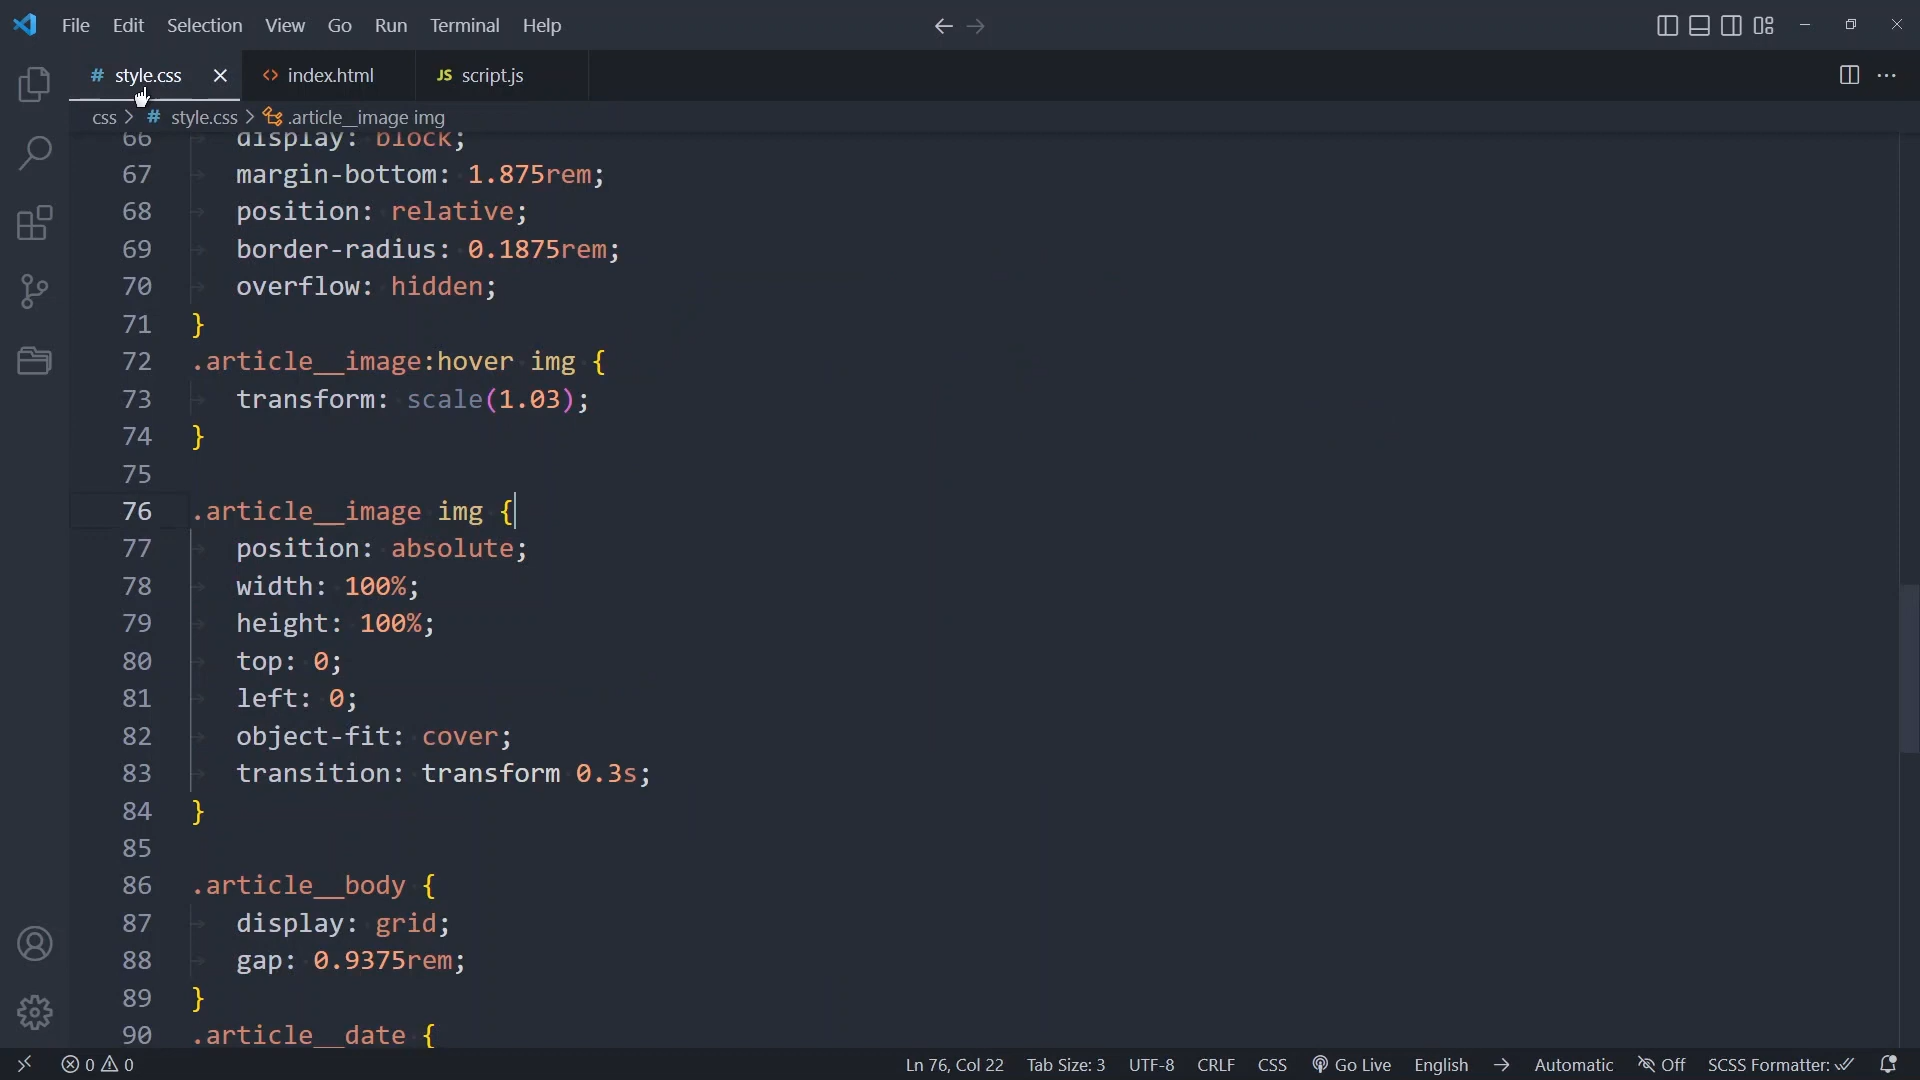 File Edit Selection View Go Run Terminal Help
# style.css <> index.html JS script.js
css > # style.css > .article__image img
66 display: block;
67 margin-bottom: 1.875rem;
68 position: relative;
69 border-radius: 0.1875rem;
70 overflow: hidden;
71 }
72 .article__image:hover img {
73 transform: scale(1.03);
74 }
75
76 .article__image img {
77 position: absolute;
78 width: 100%;
79 height: 100%;
80 top: 0;
81 left: 0;
82 object-fit: cover;
83 transition: transform 0.3s;
84 }
85
86 .article__body {
87 display: grid;
88 gap: 0.9375rem;
89 }
90 .article__date {
0 0 Ln 76, Col 22 Tab Size: 3 UTF-8 CRLF CSS Go Live English → Automatic Off SCSS Formatter: